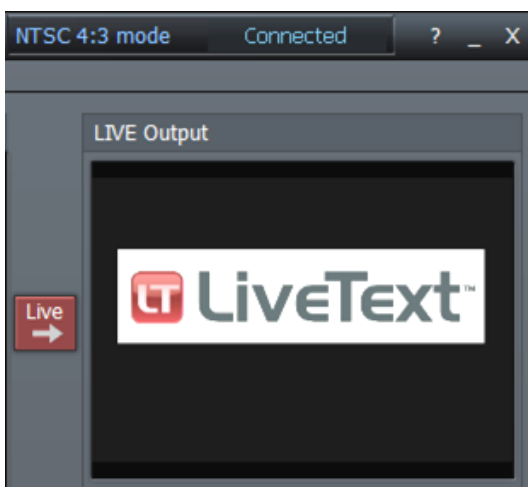 NTSC 4:3 mode Connected ? _ X
LIVE Output
LT LiveText™
Live